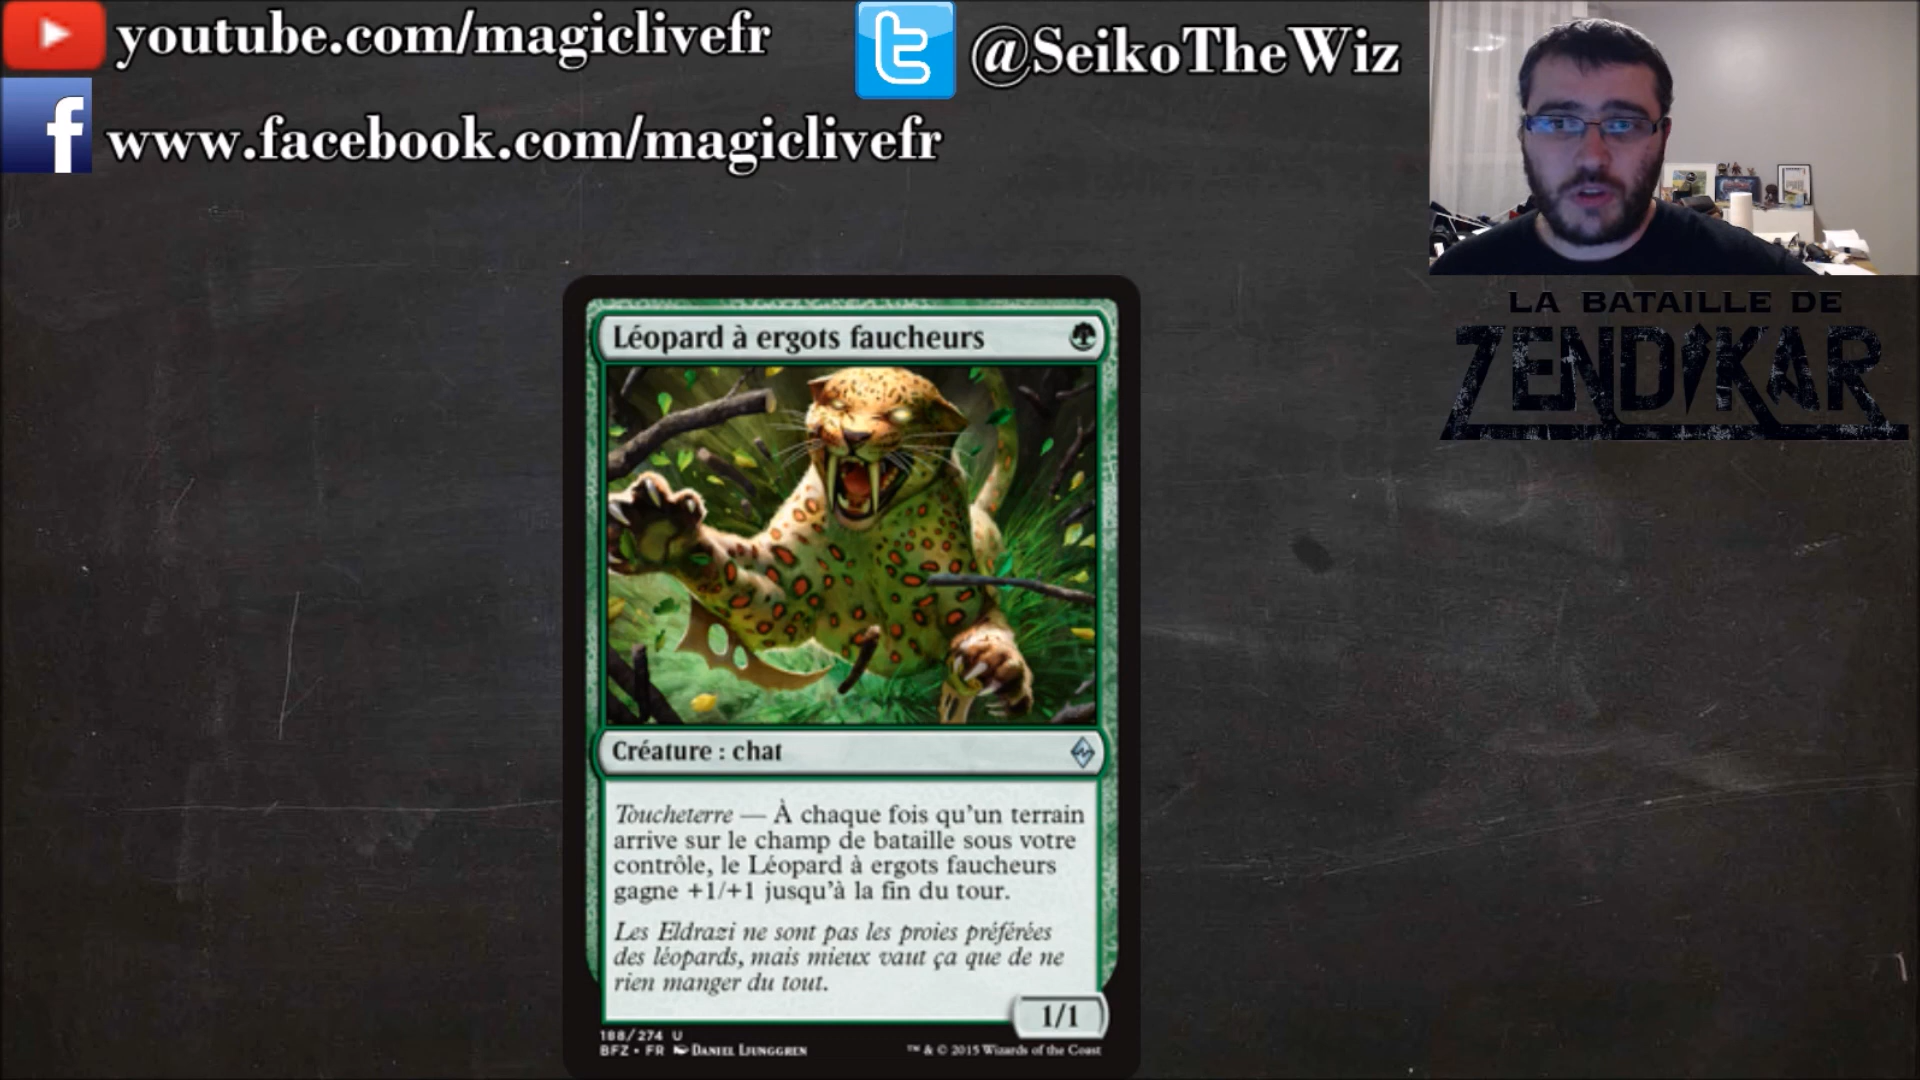 youtube.com/magiclivefr
@SeikoTheWiz
www.facebook.com/magiclivefr
LA BATAILLE DE
ZENDIKAR
Léopard à ergots faucheurs
Créature : chat
Toucheterre — À chaque fois qu'un terrain
arrive sur le champ de bataille sous votre
contrôle, le Léopard à ergots faucheurs
gagne +1/+1 jusqu'à la fin du tour.
Les Eldrazi ne sont pas les proies préférées
des léopards, mais mieux vaut ça que de ne
rien manger du tout.
1/1
188/274 U
BFZ • FR DANIEL LJUNGGREN
™ & © 2015 Wizards of the Coast